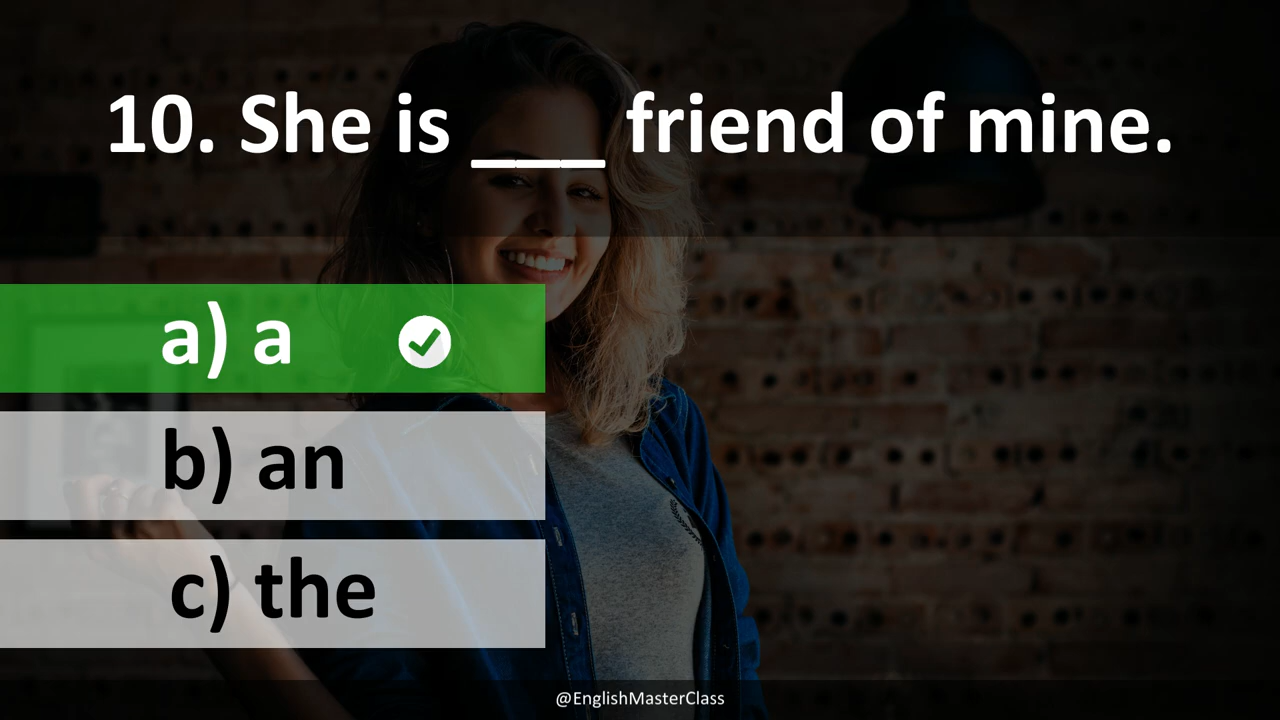 10. She is ___ friend of mine.
a) a
b) an
c) the
@EnglishMasterClass